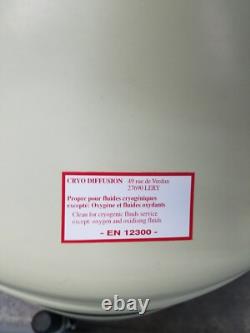 CRYO DIFFUSION 49 rue de Verdun
27690 LERY
Propre pour fluides cryogéniques
excepté: Oxygène et fluides oxydants
Clean for cryogenic fluids service
except: oxygen and oxidising fluids
- EN 12300 -